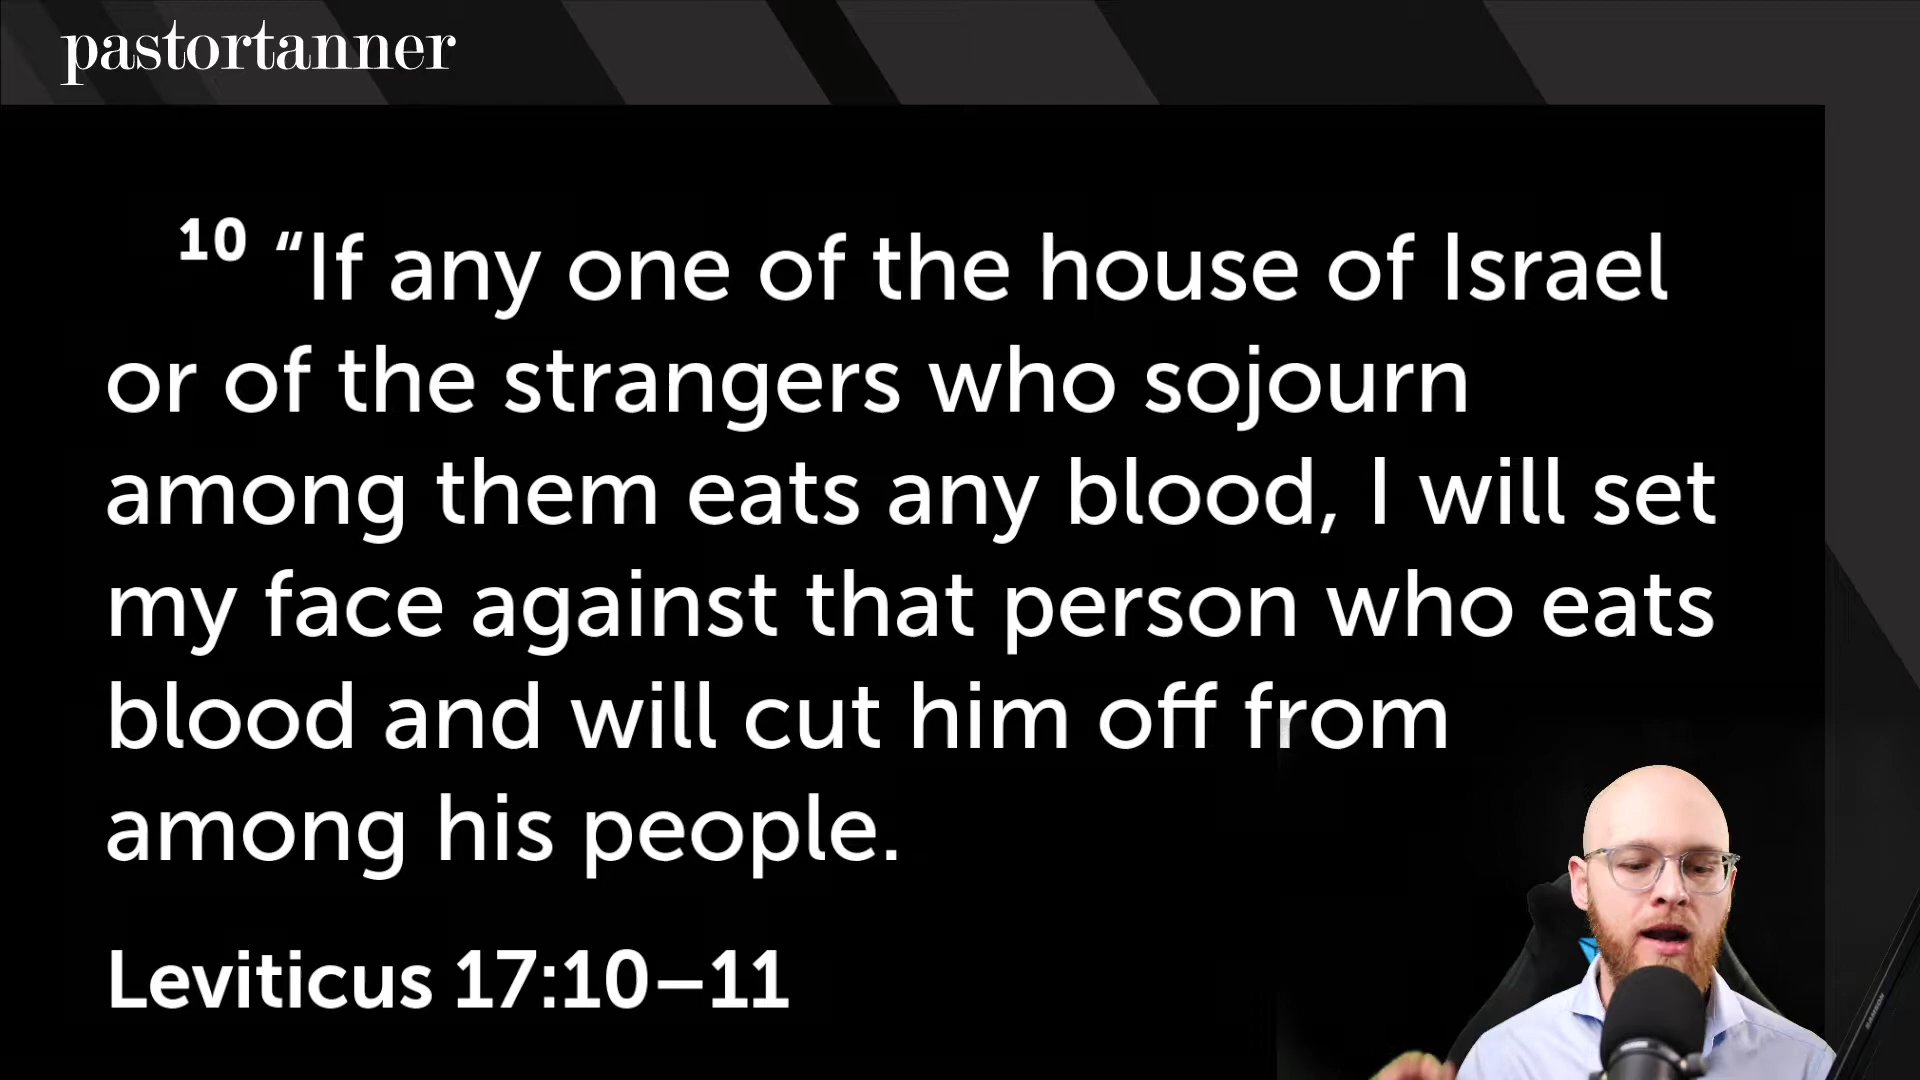 pastortanner
10 “If any one of the house of Israel
or of the strangers who sojourn
among them eats any blood, I will set
my face against that person who eats
blood and will cut him off from
among his people.
Leviticus 17:10–11
SAMSON